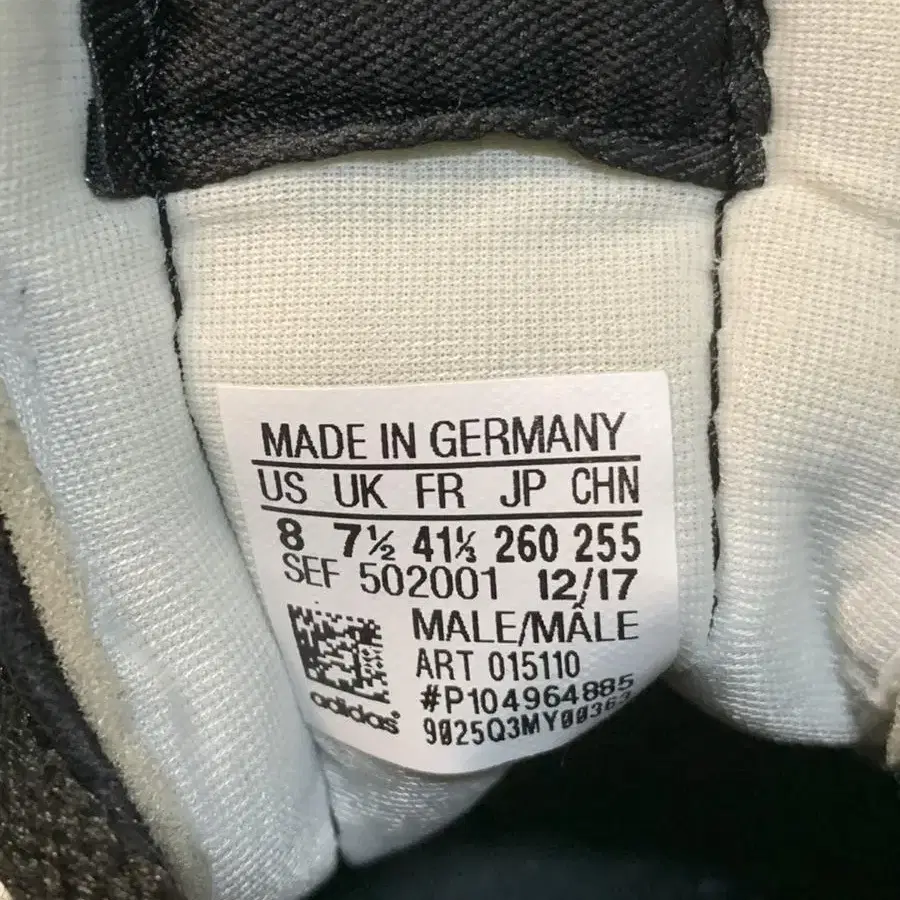 MADE IN GERMANY
US UK FR JP CHN
8 7½ 41⅓ 260 255
SEF 502001 12/17
MALE/MÂLE
ART 015110
#P104964885
adidas®